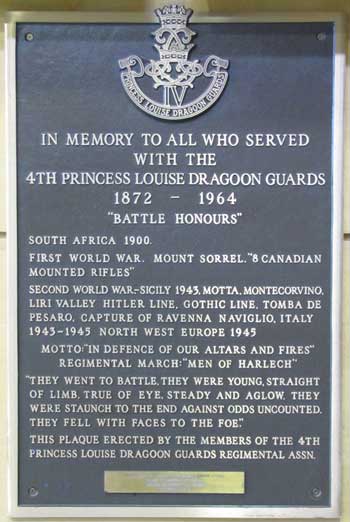 PRINCESS LOUISE DRAGOON GUARDS
IV
IN MEMORY TO ALL WHO SERVED
WITH THE
4TH PRINCESS LOUISE DRAGOON GUARDS
1872 - 1964
"BATTLE HONOURS"
SOUTH AFRICA 1900.
FIRST WORLD WAR. MOUNT SORREL. "8 CANADIAN
MOUNTED RIFLES"
SECOND WORLD WAR.-SICILY 1943, MOTTA, MONTECORVINO,
LIRI VALLEY HITLER LINE, GOTHIC LINE, TOMBA DE
PESARO, CAPTURE OF RAVENNA NAVIGLIO, ITALY
1943-1945 NORTH WEST EUROPE 1945
MOTTO:"IN DEFENCE OF OUR ALTARS AND FIRES"
REGIMENTAL MARCH:"MEN OF HARLECH"
"THEY WENT TO BATTLE, THEY WERE YOUNG, STRAIGHT
OF LIMB, TRUE OF EYE, STEADY AND AGLOW, THEY
WERE STAUNCH TO THE END AGAINST ODDS UNCOUNTED.
THEY FELL WITH FACES TO THE FOE."
THIS PLAQUE ERECTED BY THE MEMBERS OF THE 4TH
PRINCESS LOUISE DRAGOON GUARDS REGIMENTAL ASSN.